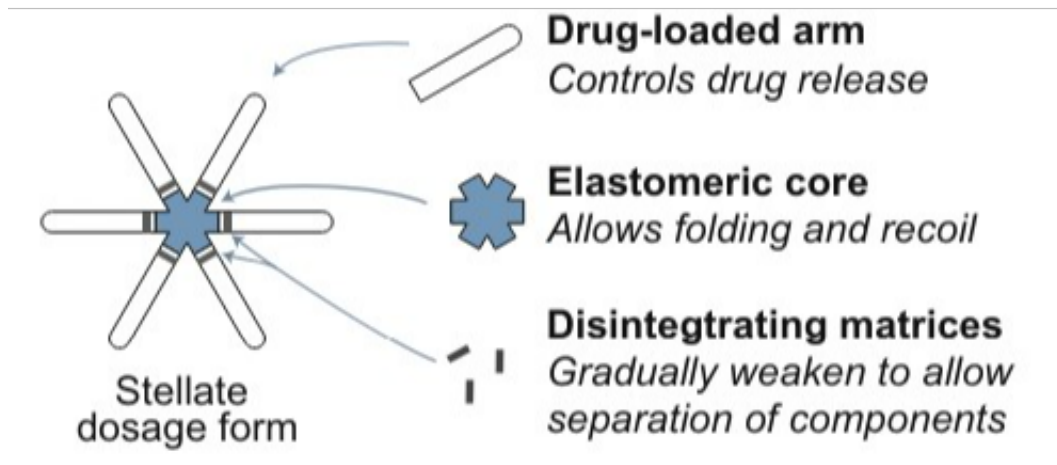 Drug-loaded arm
Controls drug release
Elastomeric core
Allows folding and recoil
Disintegtrating matrices
Gradually weaken to allow
separation of components
Stellate
dosage form